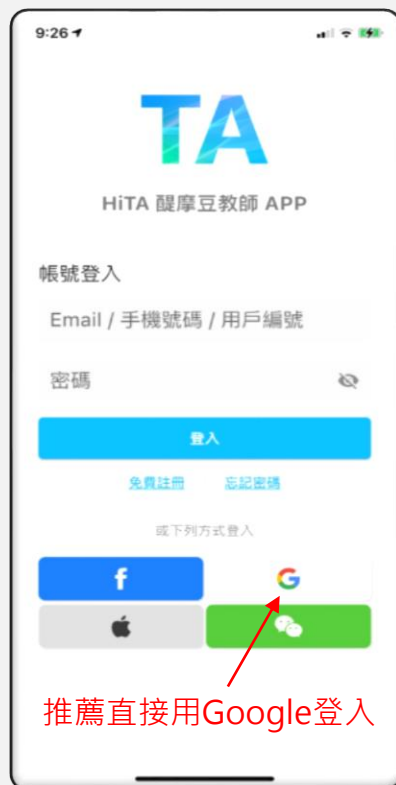 9:26
TA
HiTA 醍摩豆教師 APP
帳號登入
Email / 手機號碼 / 用戶編號
密碼
登入
免費註冊 忘記密碼
或下列方式登入
f G
推薦直接用Google登入